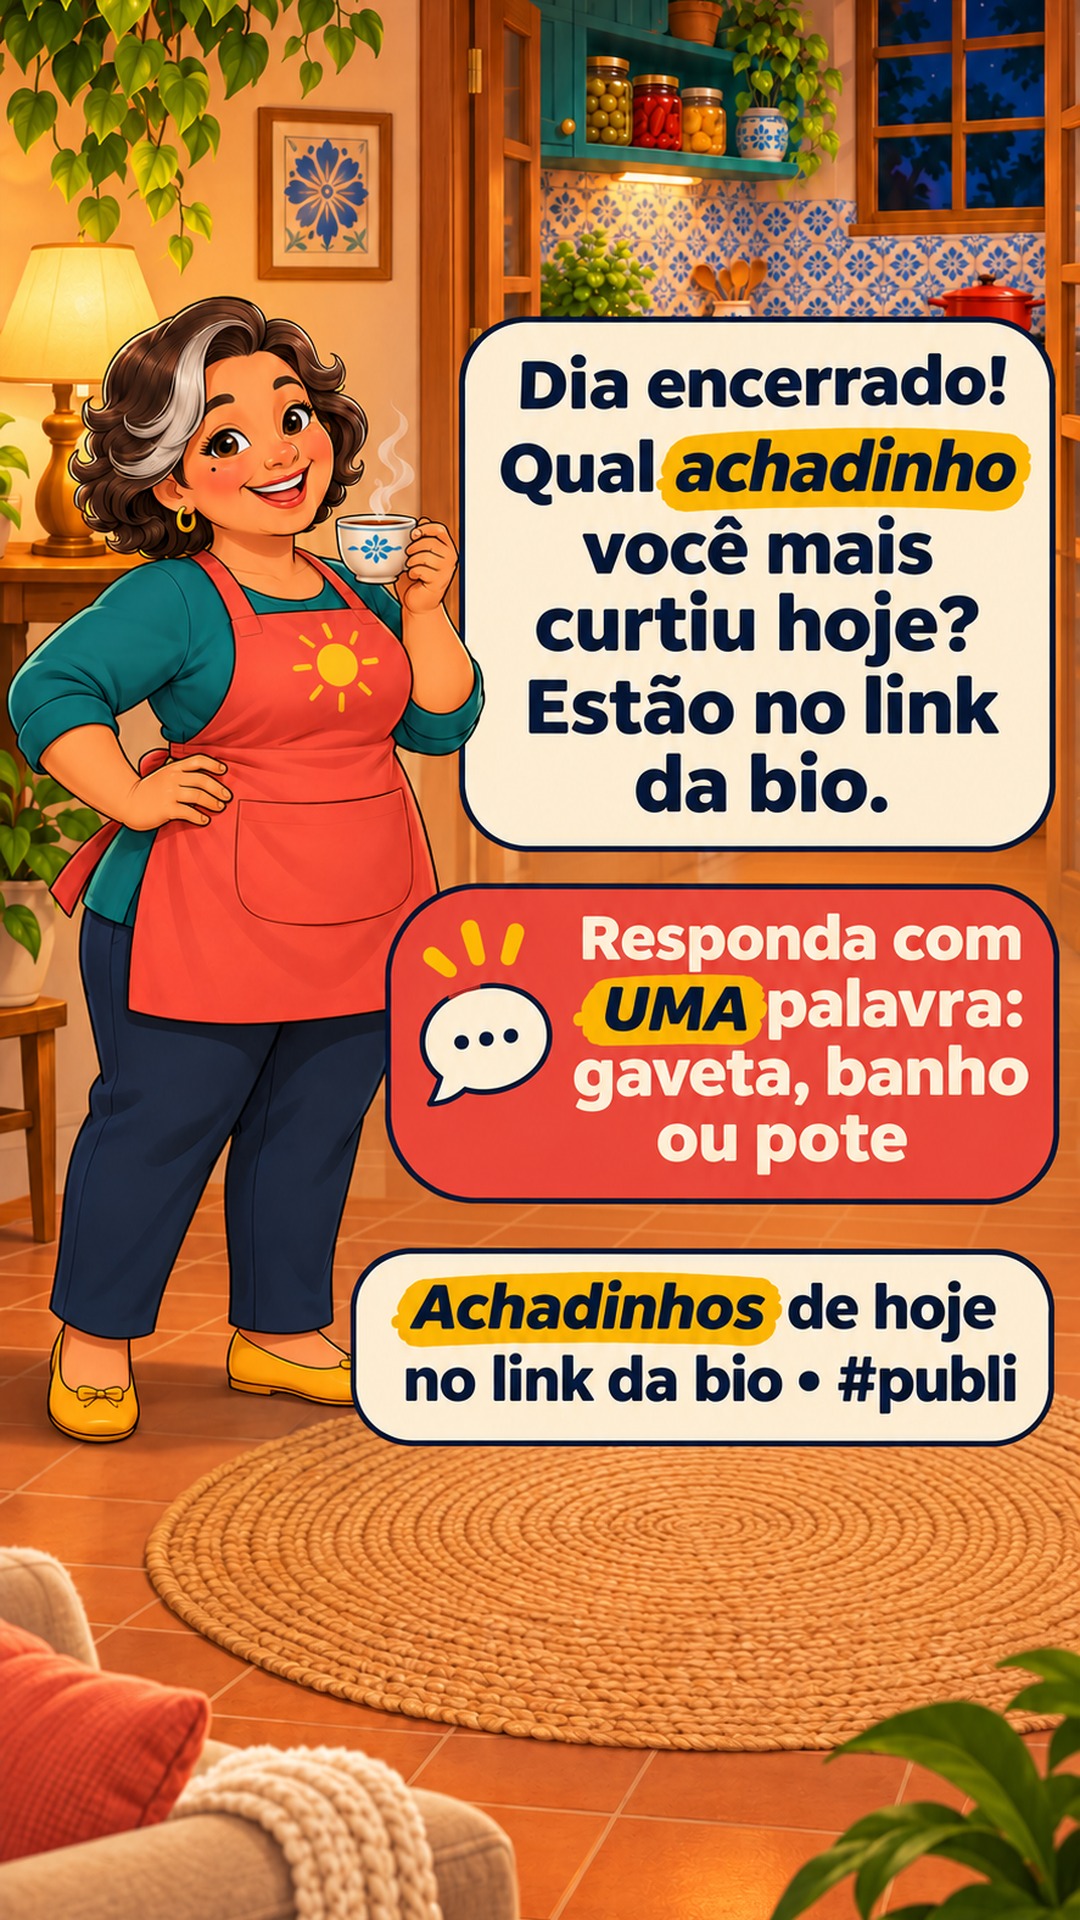 Dia encerrado!
Qual achadinho
você mais
curtiu hoje?
Estão no link
da bio.
Responda com
UMA palavra:
gaveta, banho
ou pote
Achadinhos de hoje
no link da bio • #publi